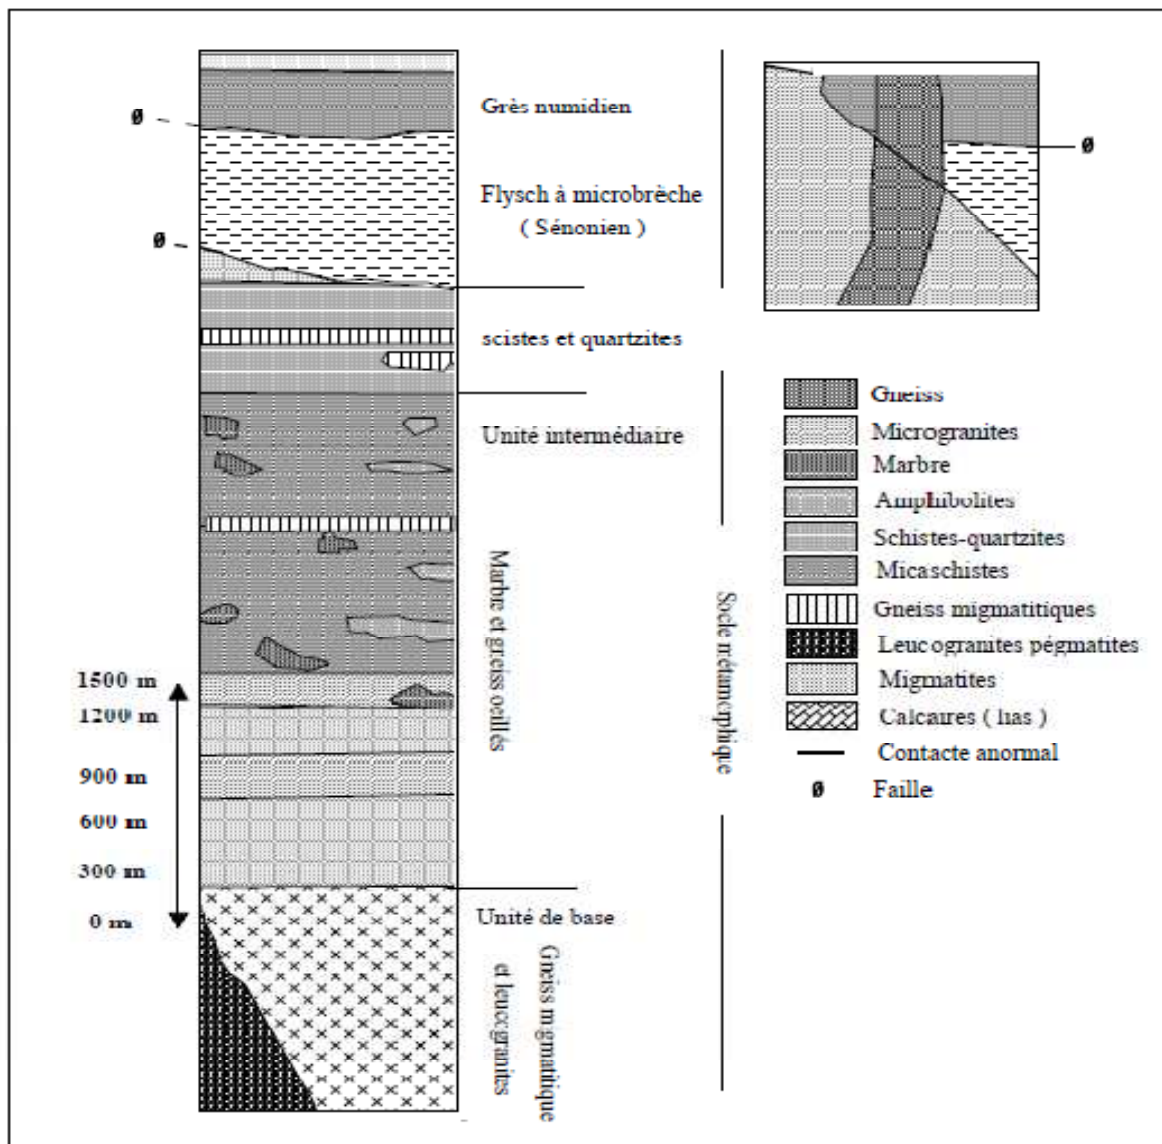 Grès numidien
Ø
Flysch à microbrèche
( Sénonien )
Ø
scistes et quartzites
Unité intermédiaire
Marbre et gneiss oeillés
Socle métamorphique
1500 m
1200 m
900 m
600 m
300 m
0 m
Unité de base
Gneiss migmatitique
et leucogranites
Ø
Gneiss
Microgranites
Marbre
Amphibolites
Schistes-quartzites
Micaschistes
Gneiss migmatitiques
Leucogranites pégmatites
Migmatites
Calcaires ( lias )
Contacte anormal
Ø Faille